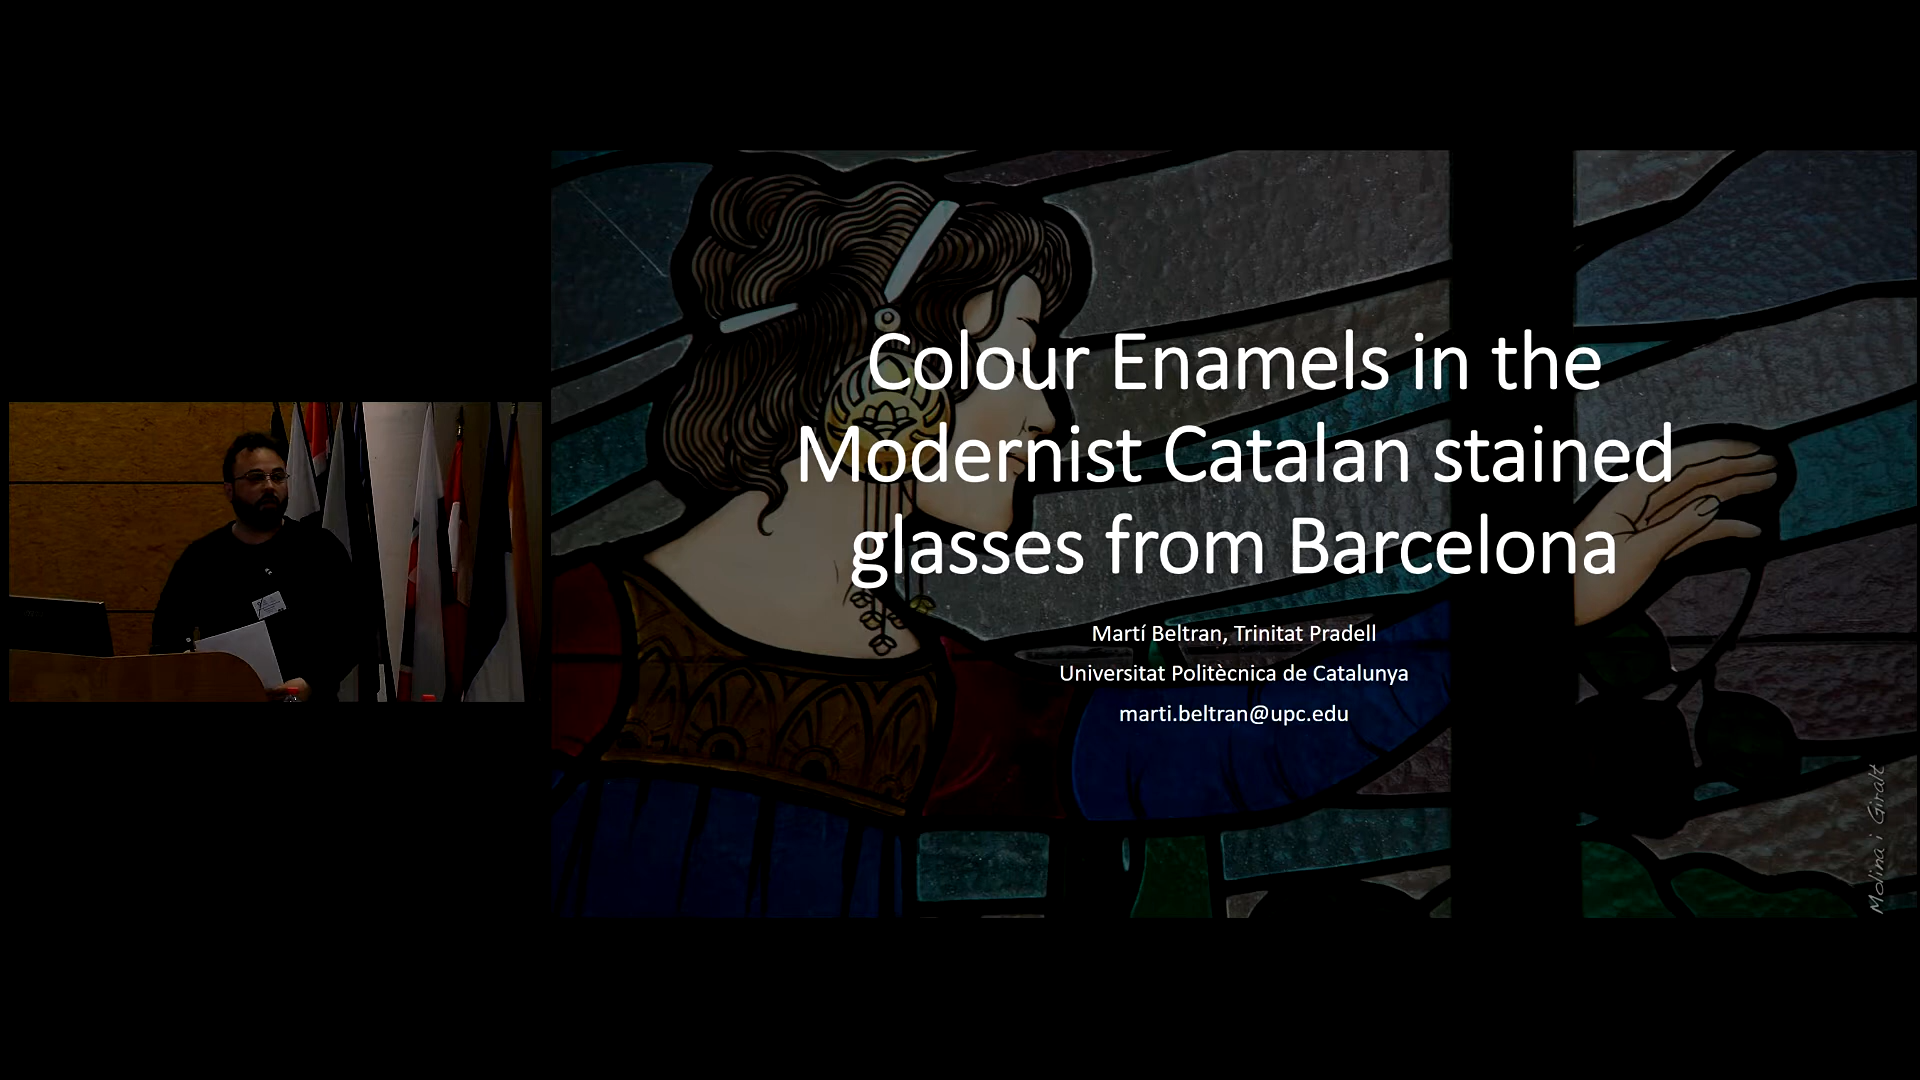 Colour Enamels in the
Modernist Catalan stained
glasses from Barcelona
Martí Beltran, Trinitat Pradell
Universitat Politècnica de Catalunya
marti.beltran@upc.edu
Molina i Giralt